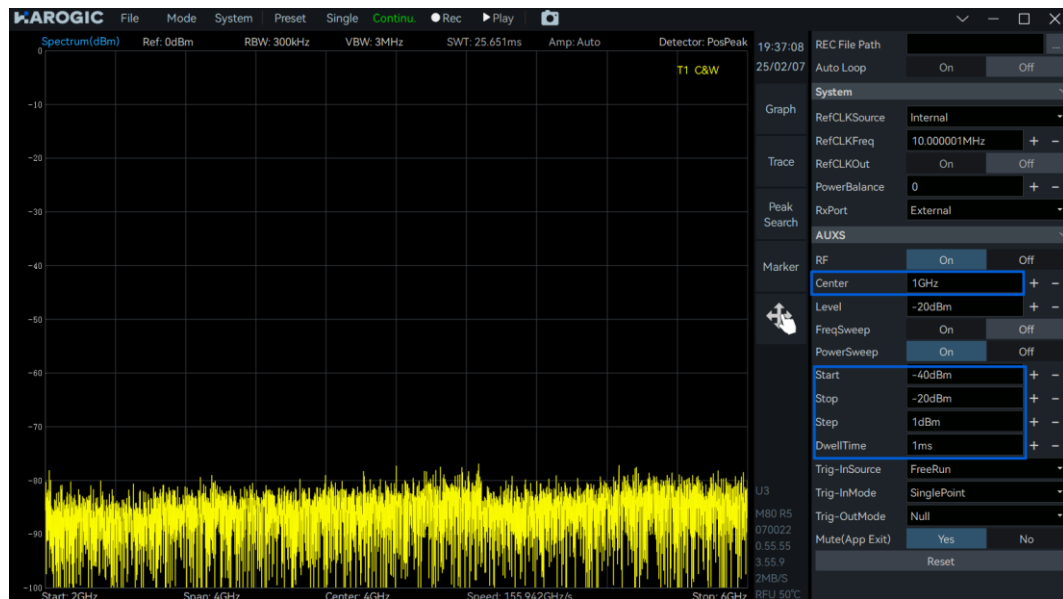 HAROGIC File Mode System Preset Single Continu. Rec Play
Spectrum(dBm) Ref: 0dBm RBW: 300kHz VBW: 3MHz SWT: 25.651ms Amp: Auto Detector: PosPeak
T1 C&W
0
-10
-20
-30
-40
-50
-60
-70
-80
-90
-100
Start: 2GHz Span: 4GHz Center: 4GHz Speed: 155.942GHz/s Stop: 6GHz
19:37:08
25/02/07
Graph
Trace
Peak
Search
Marker
U3
M80 R5
070022
0.55.55
3.55.9
2MB/S
RFU 50°C
REC File Path ...
Auto Loop On Off
System
RefCLKSource Internal
RefCLKFreq 10.000001MHz + -
RefCLKOut On Off
PowerBalance 0 + -
RxPort External
AUXS
RF On Off
Center 1GHz + -
Level -20dBm + -
FreqSweep On Off
PowerSweep On Off
Start -40dBm + -
Stop -20dBm + -
Step 1dBm + -
DwellTime 1ms + -
Trig-InSource FreeRun
Trig-InMode SinglePoint
Trig-OutMode Null
Mute(App Exit) Yes No
Reset